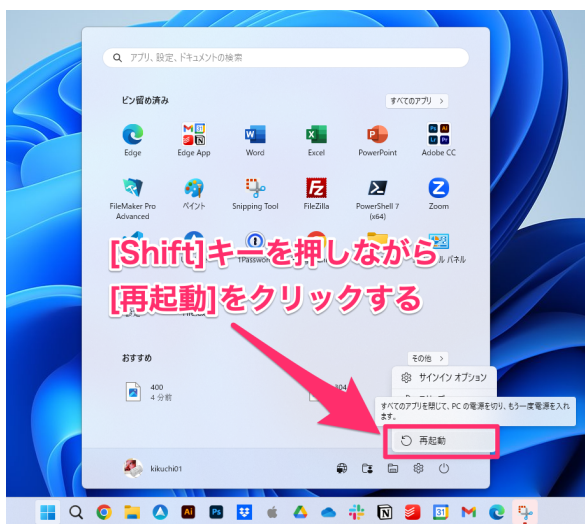 アプリ、設定、ドキュメントの検索
ピン留め済み
すべてのアプリ >
Edge
Edge App
Word
Excel
PowerPoint
Adobe CC
FileMaker Pro Advanced
ペイント
Snipping Tool
FileZilla
PowerShell 7 (x64)
Zoom
[Shift]キーを押しながら
[再起動]をクリックする
おすすめ
その他 >
400
4 分前
サインイン オプション
すべてのアプリを閉じて、PC の電源を切り、もう一度電源を入れ
ます。
再起動
kikuchi01